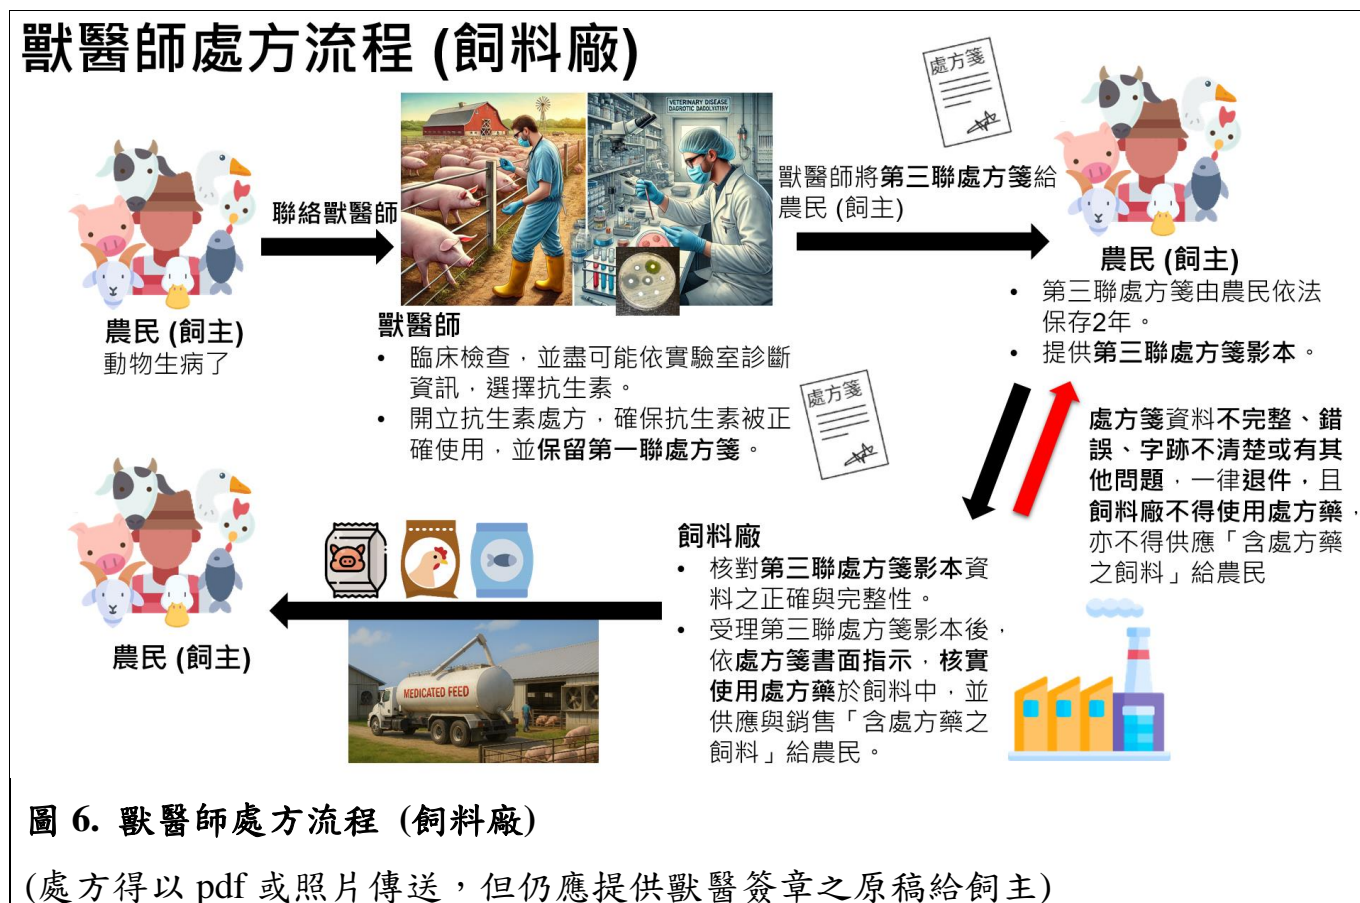 獸醫師處方流程 (飼料廠)
處方箋
VETERINARY DISEASE
DAGROTIC DADOLYATIORY
獸醫師將第三聯處方箋給
農民 (飼主)
聯絡獸醫師
農民 (飼主)
動物生病了
獸醫師
• 臨床檢查，並盡可能依實驗室診斷
資訊，選擇抗生素。
• 開立抗生素處方，確保抗生素被正
確使用，並保留第一聯處方箋。
處方箋
農民 (飼主)
• 第三聯處方箋由農民依法
保存2年。
• 提供第三聯處方箋影本。
處方箋資料不完整、錯
誤、字跡不清楚或有其
他問題，一律退件，且
飼料廠不得使用處方藥，
亦不得供應「含處方藥
之飼料」給農民
飼料廠
• 核對第三聯處方箋影本資
料之正確與完整性。
• 受理第三聯處方箋影本後，
依處方箋書面指示，核實
使用處方藥於飼料中，並
供應與銷售「含處方藥之
飼料」給農民。
MEDICATED FEED
農民 (飼主)
圖 6. 獸醫師處方流程 (飼料廠)
(處方得以 pdf 或照片傳送，但仍應提供獸醫簽章之原稿給飼主)